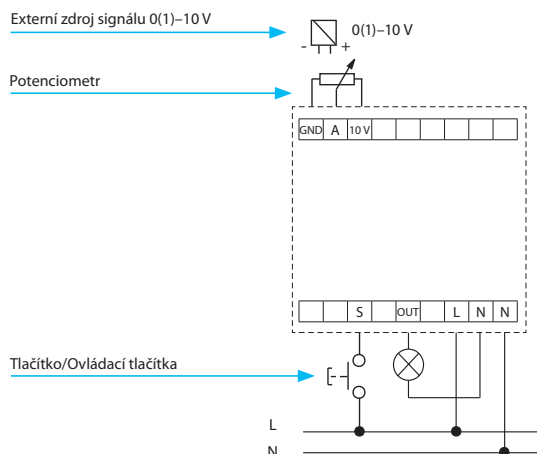 Externí zdroj signálu 0(1)–10 V
0(1)–10 V
- +
Potenciometr
GND A 10 V
S OUT L N N
Tlačítko/Ovládací tlačítka
L
N